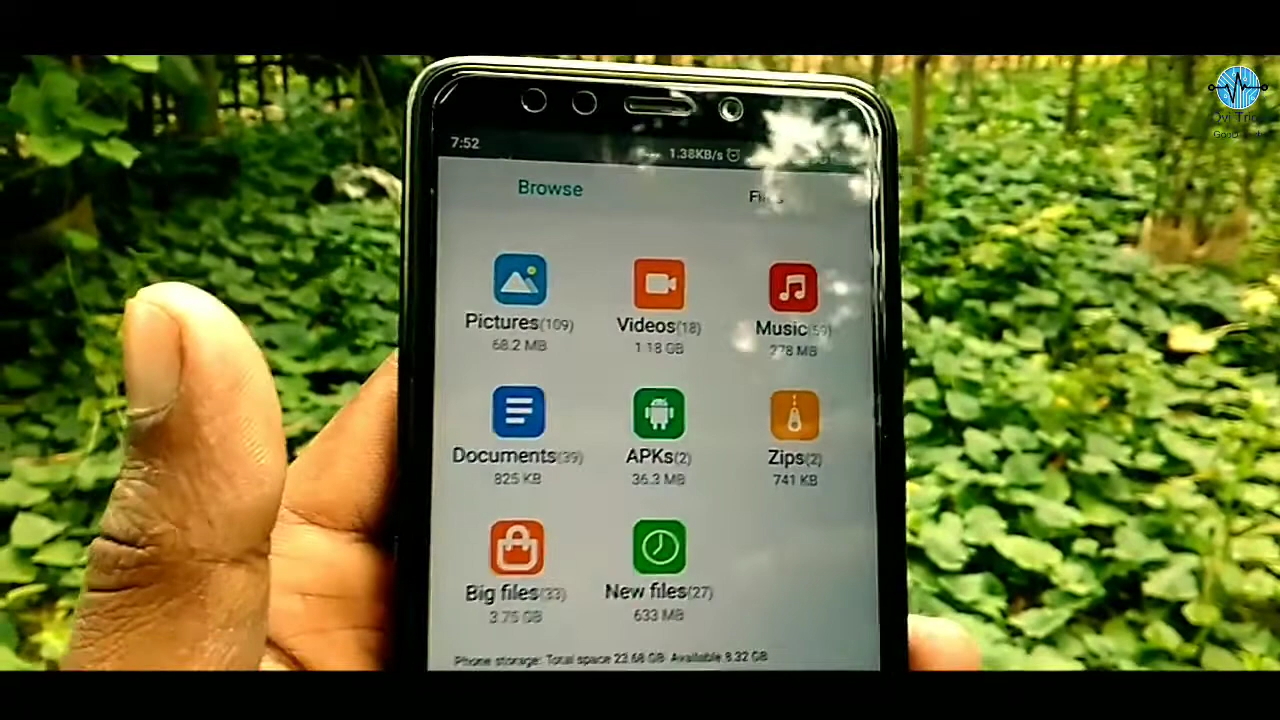 7:52
1.38KB/s
Browse
Pictures(109)
68.2 MB
Videos(18)
1.18 GB
Music(59)
278 MB
Documents(39)
825 KB
APKs(2)
36.3 MB
Zips(2)
741 KB
Big files(33)
3.75 GB
New files(27)
633 MB
Phone storage: Total space 23.68 GB Available 8.32 GB